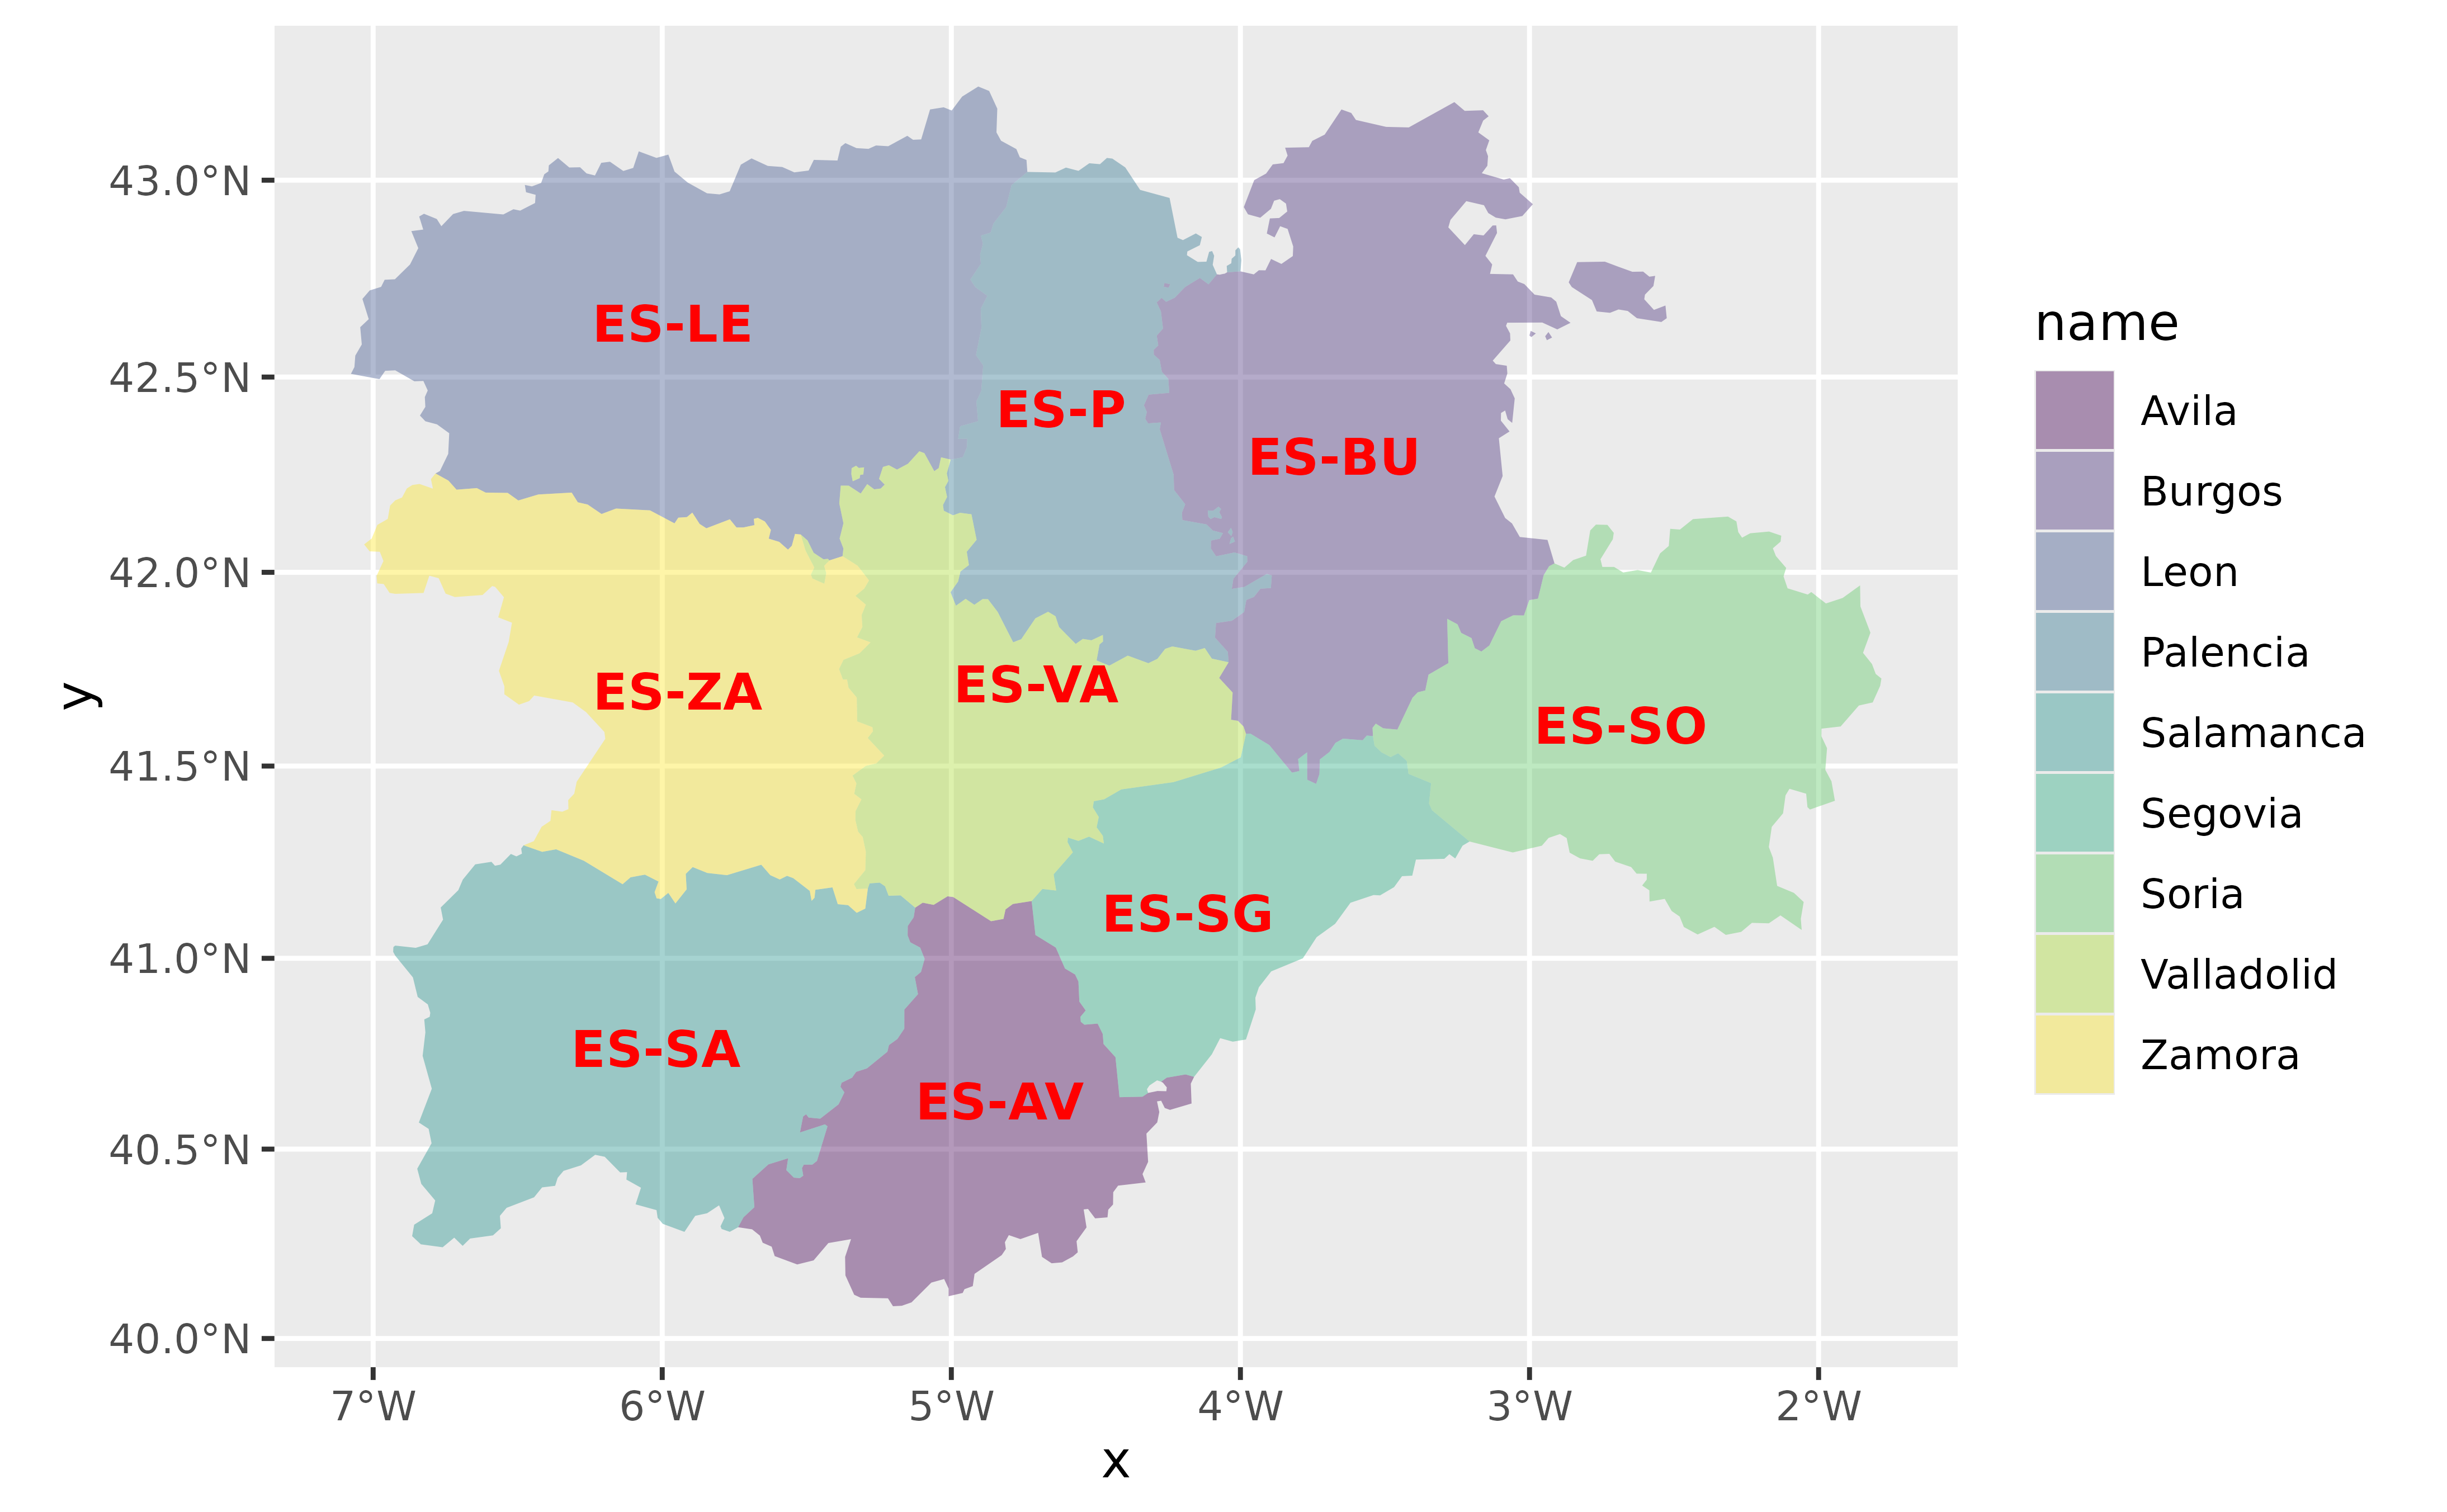 43.0°N
42.5°N
42.0°N
41.5°N
41.0°N
40.5°N
40.0°N
y
ES-LE
ES-P
ES-BU
ES-ZA
ES-VA
ES-SO
ES-SG
ES-SA
ES-AV
7°W
6°W
5°W
4°W
3°W
2°W
x
name
Avila
Burgos
Leon
Palencia
Salamanca
Segovia
Soria
Valladolid
Zamora